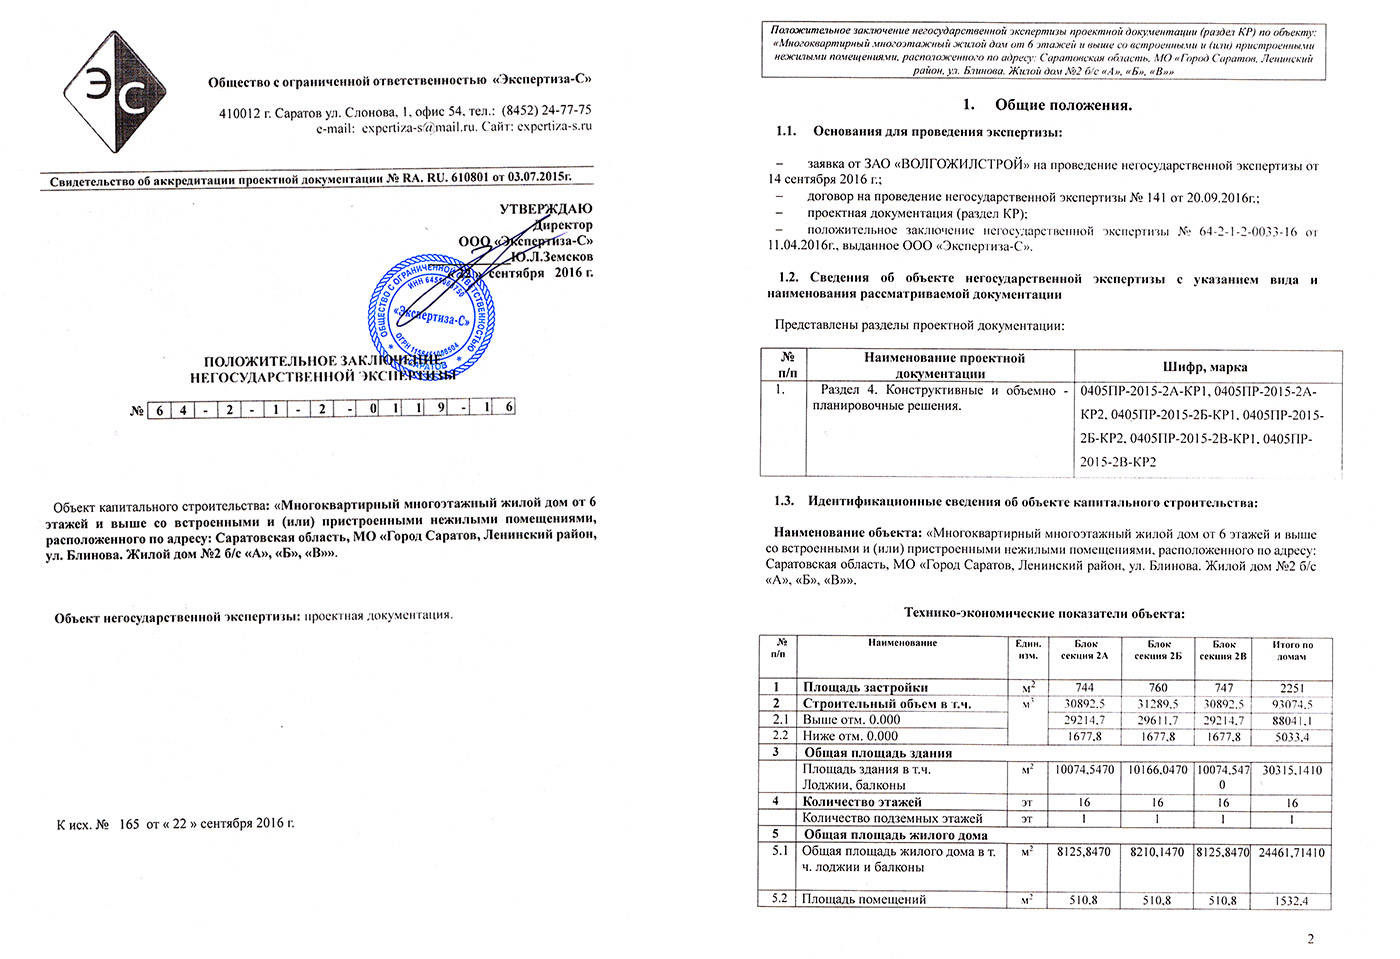 ЭС
Общество с ограниченной ответственностью «Экспертиза-С»
410012 г. Саратов ул. Слонова, 1, офис 54, тел.: (8452) 24-77-75
e-mail: expertiza-s@mail.ru. Сайт: expertiza-s.ru
Свидетельство об аккредитации проектной документации № RA. RU. 610801 от 03.07.2015г.
УТВЕРЖДАЮ
Директор
ООО «Экспертиза-С»
Ю.Л.Земсков
« 22 » сентября 2016 г.
ОБЩЕСТВО С ОГРАНИЧЕННОЙ ОТВЕТСТВЕННОСТЬЮ
«Экспертиза-С»
САРАТОВ
ПОЛОЖИТЕЛЬНОЕ ЗАКЛЮЧЕНИЕ
НЕГОСУДАРСТВЕННОЙ ЭКСПЕРТИЗЫ
№ 6 4 - 2 - 1 - 2 - 0 1 1 9 - 1 6
Объект капитального строительства: «Многоквартирный многоэтажный жилой дом от 6
этажей и выше со встроенными и (или) пристроенными нежилыми помещениями,
расположенного по адресу: Саратовская область, МО «Город Саратов, Ленинский район,
ул. Блинова. Жилой дом №2 б/с «А», «Б», «В»».
Объект негосударственной экспертизы: проектная документация.
К исх. № 165 от « 22 » сентября 2016 г.
Положительное заключение негосударственной экспертизы проектной документации (раздел КР) по объекту:
«Многоквартирный многоэтажный жилой дом от 6 этажей и выше со встроенными и (или) пристроенными
нежилыми помещениями, расположенного по адресу: Саратовская область, МО «Город Саратов, Ленинский
район, ул. Блинова. Жилой дом №2 б/с «А», «Б», «В»»
1. Общие положения.
1.1. Основания для проведения экспертизы:
– заявка от ЗАО «ВОЛГОЖИЛСТРОЙ» на проведение негосударственной экспертизы от
14 сентября 2016 г.;
– договор на проведение негосударственной экспертизы № 141 от 20.09.2016г.;
– проектная документация (раздел КР);
– положительное заключение негосударственной экспертизы № 64-2-1-2-0033-16 от
11.04.2016г., выданное ООО «Экспертиза-С».
1.2. Сведения об объекте негосударственной экспертизы с указанием вида и
наименования рассматриваемой документации
Представлены разделы проектной документации:
№ п/п Наименование проектной документации Шифр, марка
1. Раздел 4. Конструктивные и объемно - 0405ПР-2015-2А-КР1, 0405ПР-2015-2А-
планировочные решения. КР2, 0405ПР-2015-2Б-КР1, 0405ПР-2015-
2Б-КР2, 0405ПР-2015-2В-КР1, 0405ПР-
2015-2В-КР2
1.3. Идентификационные сведения об объекте капитального строительства:
Наименование объекта: «Многоквартирный многоэтажный жилой дом от 6 этажей и выше
со встроенными и (или) пристроенными нежилыми помещениями, расположенного по адресу:
Саратовская область, МО «Город Саратов, Ленинский район, ул. Блинова. Жилой дом №2 б/с
«А», «Б», «В»».
Технико-экономические показатели объекта:
№ п/п Наименование Един. изм. Блок секция 2А Блок секция 2Б Блок секция 2В Итого по домам
1 Площадь застройки м² 744 760 747 2251
2 Строительный объем в т.ч. м³ 30892,5 31289,5 30892,5 93074,5
2.1 Выше отм. 0.000 29214,7 29611,7 29214,7 88041,1
2.2 Ниже отм. 0.000 1677,8 1677,8 1677,8 5033,4
3 Общая площадь здания
Площадь здания в т.ч. м² 10074,5470 10166,0470 10074,547 30315,1410
Лоджии, балконы 0
4 Количество этажей эт 16 16 16 16
Количество подземных этажей эт 1 1 1 1
5 Общая площадь жилого дома
5.1 Общая площадь жилого дома в т. м² 8125,8470 8210,1470 8125,8470 24461,71410
ч. лоджии и балконы
5.2 Площадь помещений м² 510,8 510,8 510,8 1532,4
2